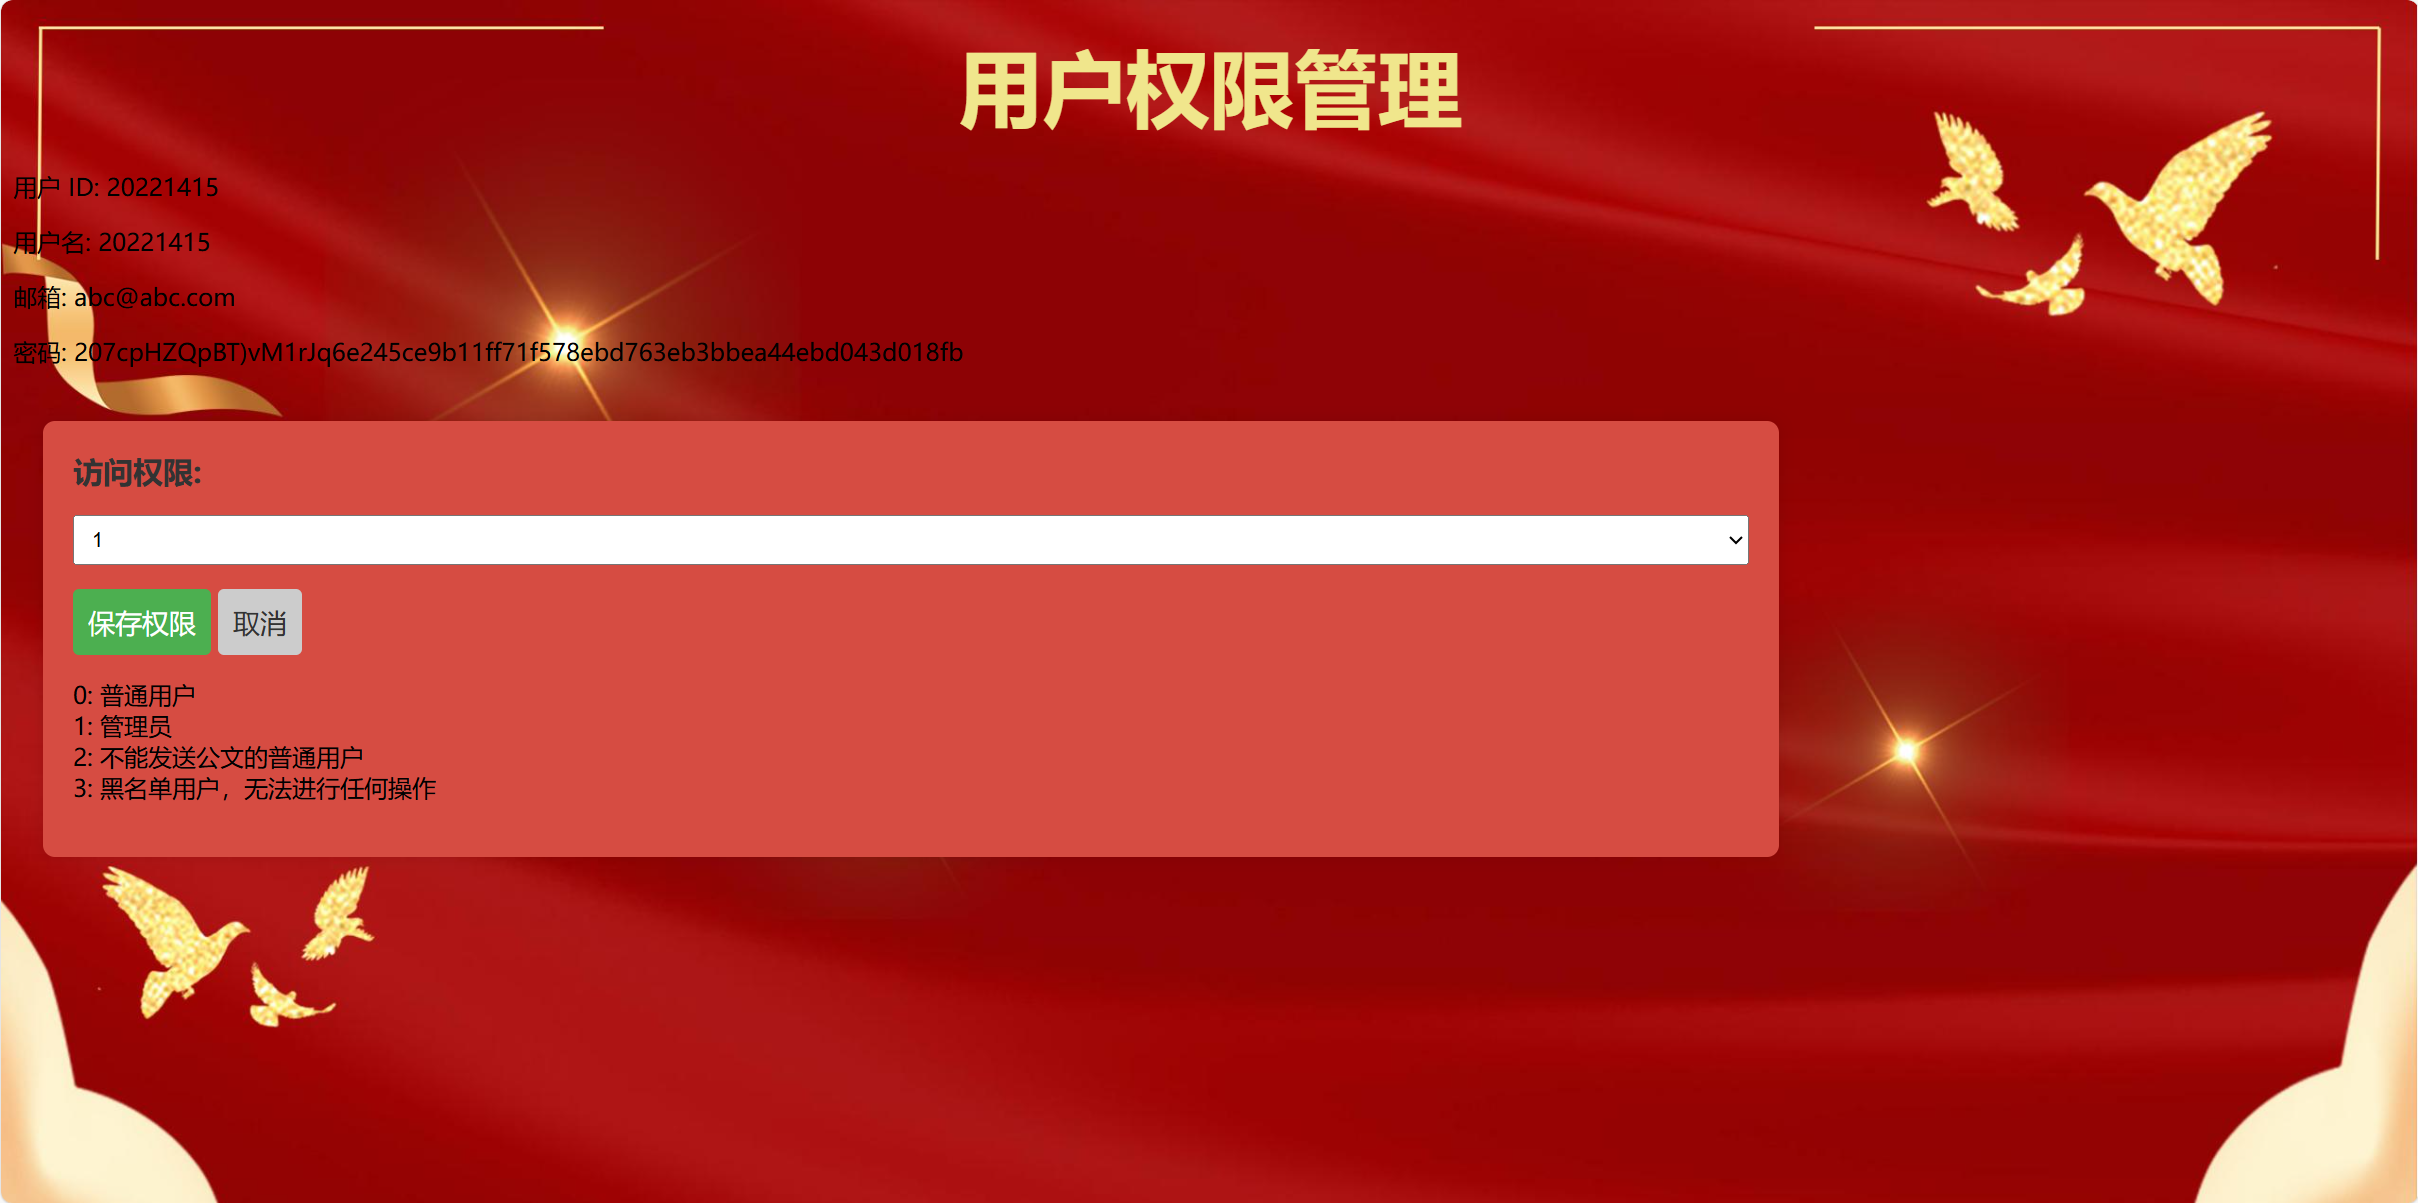 用户权限管理
用户 ID: 20221415
用户名: 20221415
邮箱: abc@abc.com
密码: 207cpHZQpBT)vM1rJq6e245ce9b11ff71f578ebd763eb3bbea44ebd043d018fb
访问权限:
1
保存权限 取消
0: 普通用户
1: 管理员
2: 不能发送公文的普通用户
3: 黑名单用户，无法进行任何操作